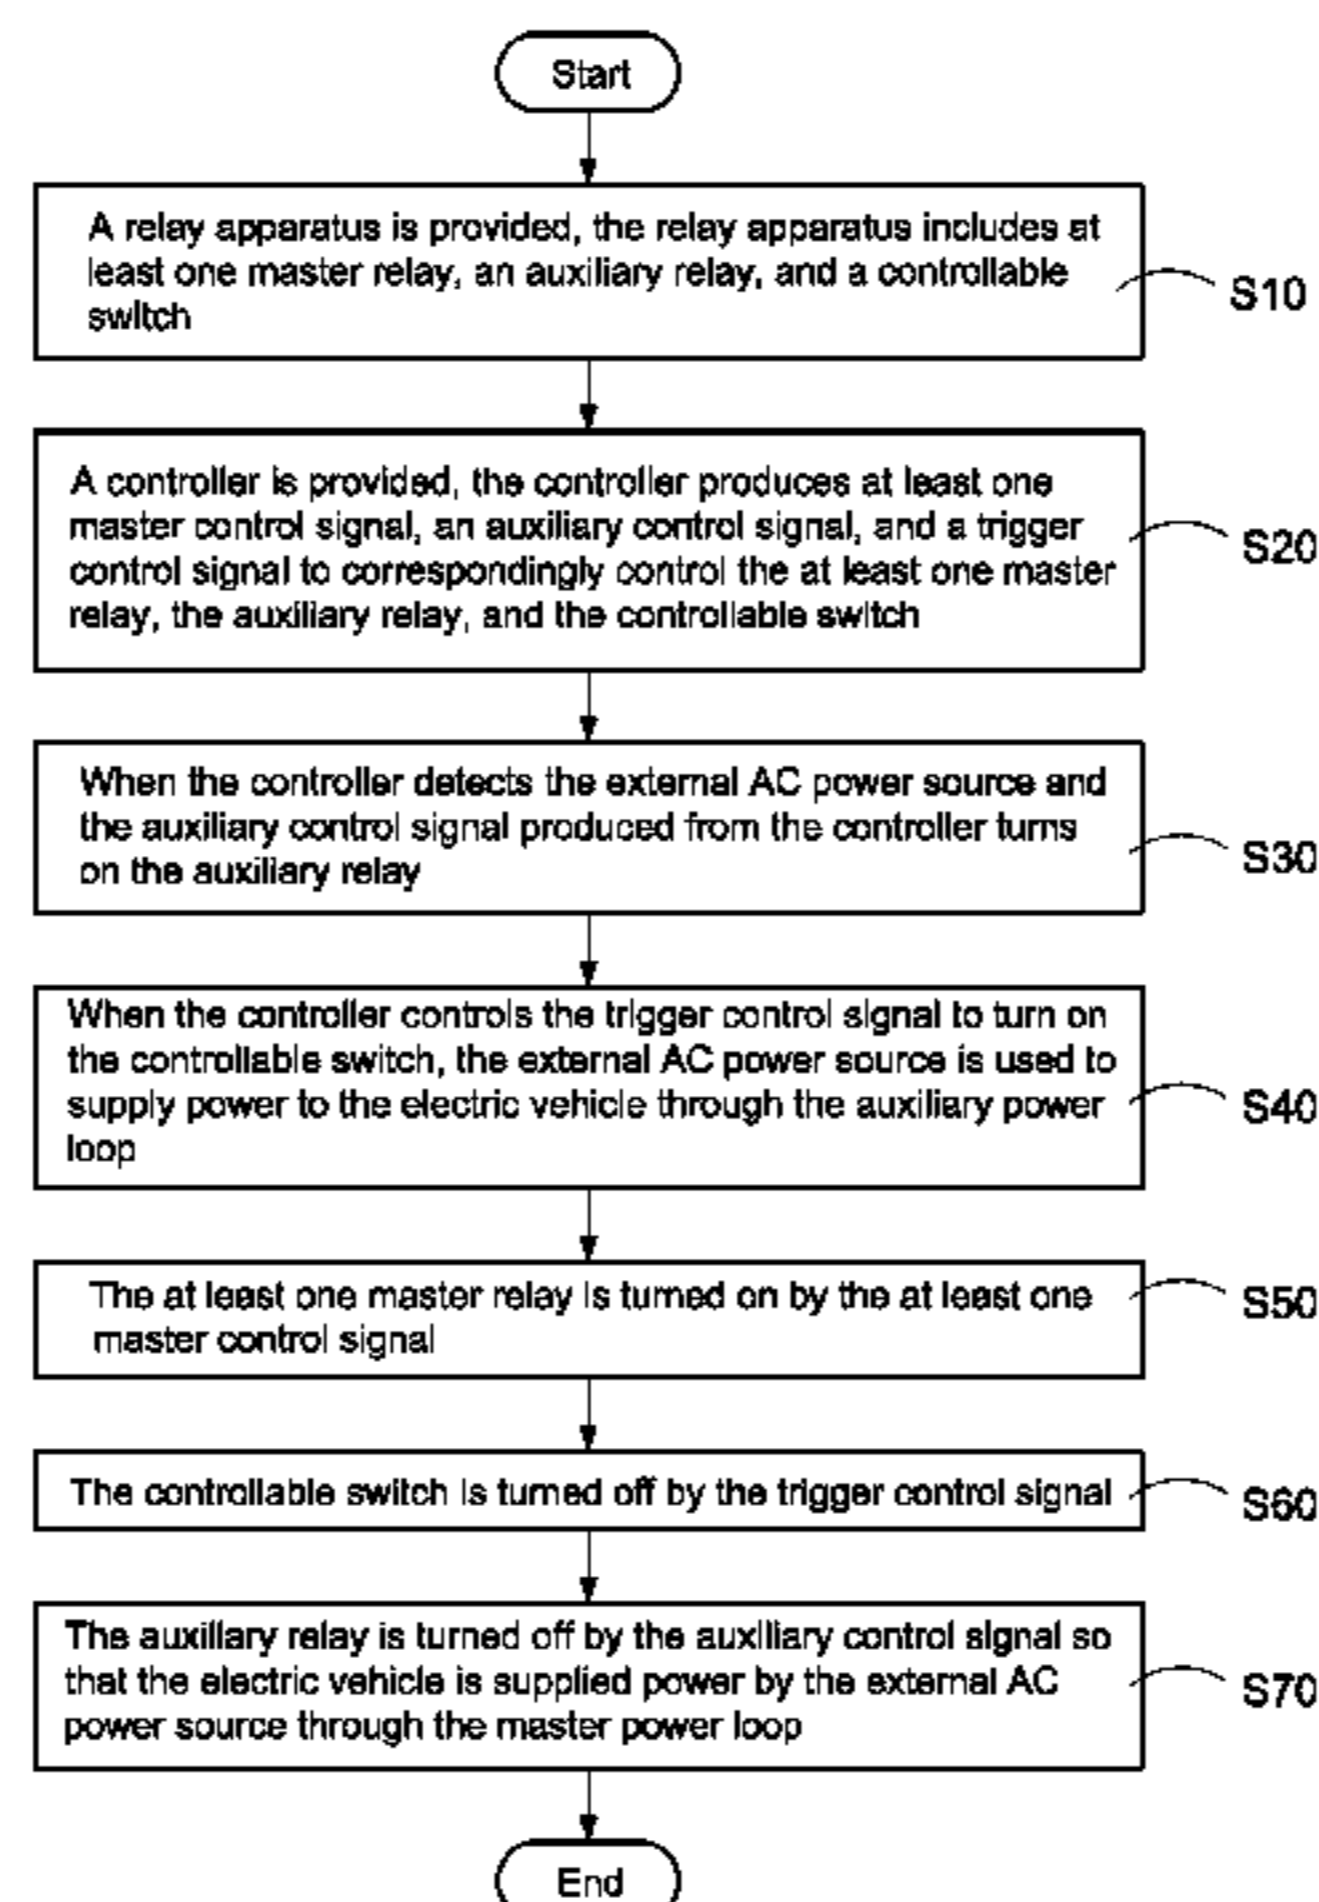 Start
A relay apparatus is provided, the relay apparatus includes at
least one master relay, an auxiliary relay, and a controllable
switch
S10
A controller is provided, the controller produces at least one
master control signal, an auxiliary control signal, and a trigger
control signal to correspondingly control the at least one master
relay, the auxiliary relay, and the controllable switch
S20
When the controller detects the external AC power source and
the auxiliary control signal produced from the controller turns
on the auxiliary relay
S30
When the controller controls the trigger control signal to turn on
the controllable switch, the external AC power source is used to
supply power to the electric vehicle through the auxiliary power
loop
S40
The at least one master relay is turned on by the at least one
master control signal
S50
The controllable switch is turned off by the trigger control signal
S60
The auxiliary relay is turned off by the auxiliary control signal so
that the electric vehicle is supplied power by the external AC
power source through the master power loop
S70
End